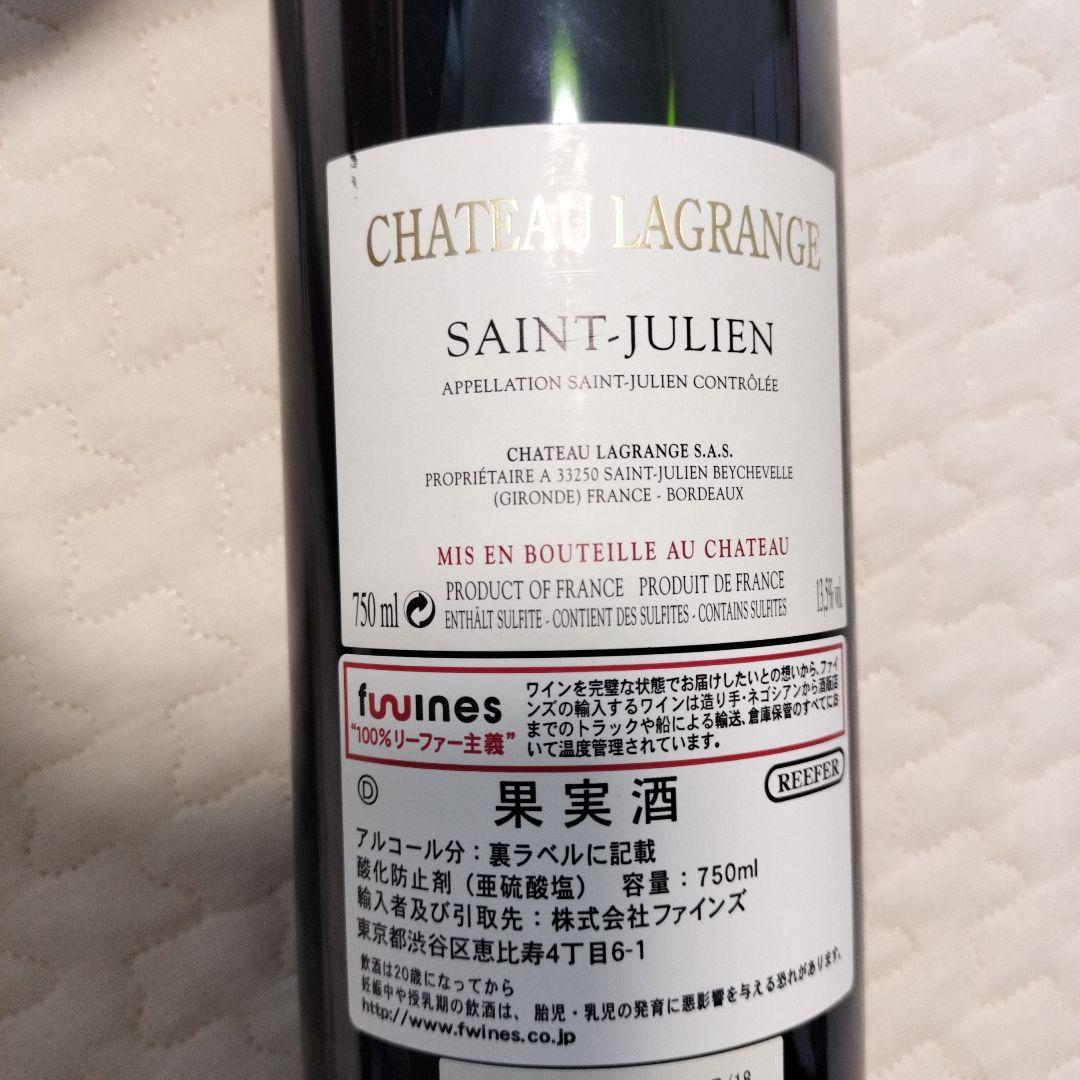 CHATEAU LAGRANGE
SAINT-JULIEN
APPELLATION SAINT-JULIEN CONTRÔLÉE
CHATEAU LAGRANGE S.A.S.
PROPRIÉTAIRE A 33250 SAINT-JULIEN BEYCHEVELLE
(GIRONDE) FRANCE - BORDEAUX
MIS EN BOUTEILLE AU CHATEAU
PRODUCT OF FRANCE PRODUIT DE FRANCE
750 ml ENTHÄLT SULFITE - CONTIENT DES SULFITES - CONTAINS SULFITES 13,5% vol.
fwines
"100%リーファー主義"
ワインを完璧な状態でお届けしたいとの想いから、ファイ
ンズの輸入するワインは造り手・ネゴシアンから酒販店
までのトラックや船による輸送、倉庫保管のすべてにお
いて温度管理されています。
REEFER
D 果実酒
アルコール分:裏ラベルに記載
酸化防止剤(亜硫酸塩) 容量:750ml
輸入者及び引取先:株式会社ファインズ
東京都渋谷区恵比寿4丁目6-1
飲酒は20歳になってから
妊娠中や授乳期の飲酒は、胎児・乳児の発育に悪影響を与える恐れがあります。
http://www.fwines.co.jp